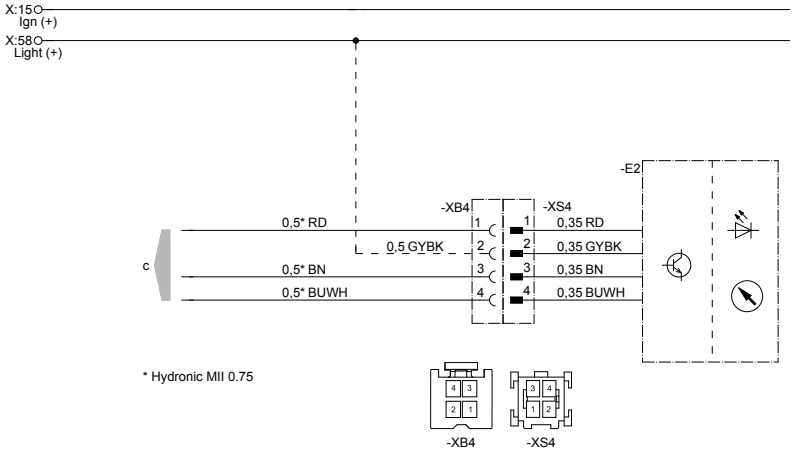 X:15
Ign (+)
X:58
Light (+)
-E2
-XB4
-XS4
0,5* RD
1
1
0,35 RD
0,5 GYBK
2
2
0,35 GYBK
c
0,5* BN
3
3
0,35 BN
0,5* BUWH
4
4
0,35 BUWH
* Hydronic MII 0.75
4 3
2 1
3 4
1 2
-XB4
-XS4